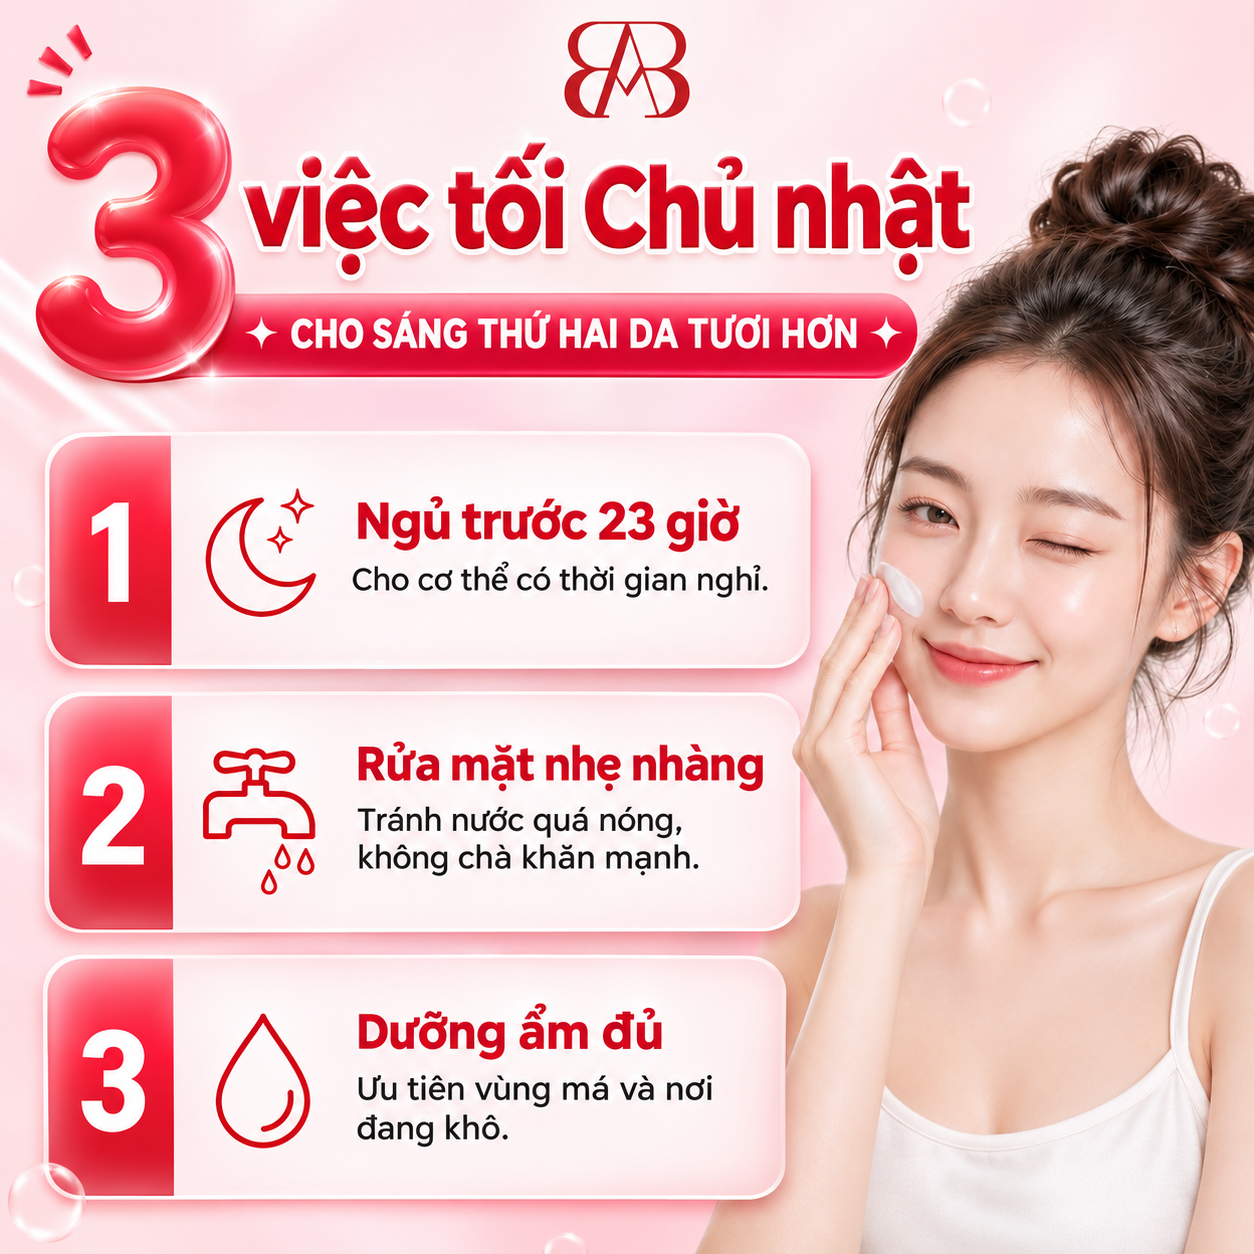 BAB
3 việc tối Chủ nhật
CHO SÁNG THỨ HAI DA TƯƠI HƠN
1
Ngủ trước 23 giờ
Cho cơ thể có thời gian nghỉ.
2
Rửa mặt nhẹ nhàng
Tránh nước quá nóng,
không chà khăn mạnh.
3
Dưỡng ẩm đủ
Ưu tiên vùng má và nơi
đang khô.